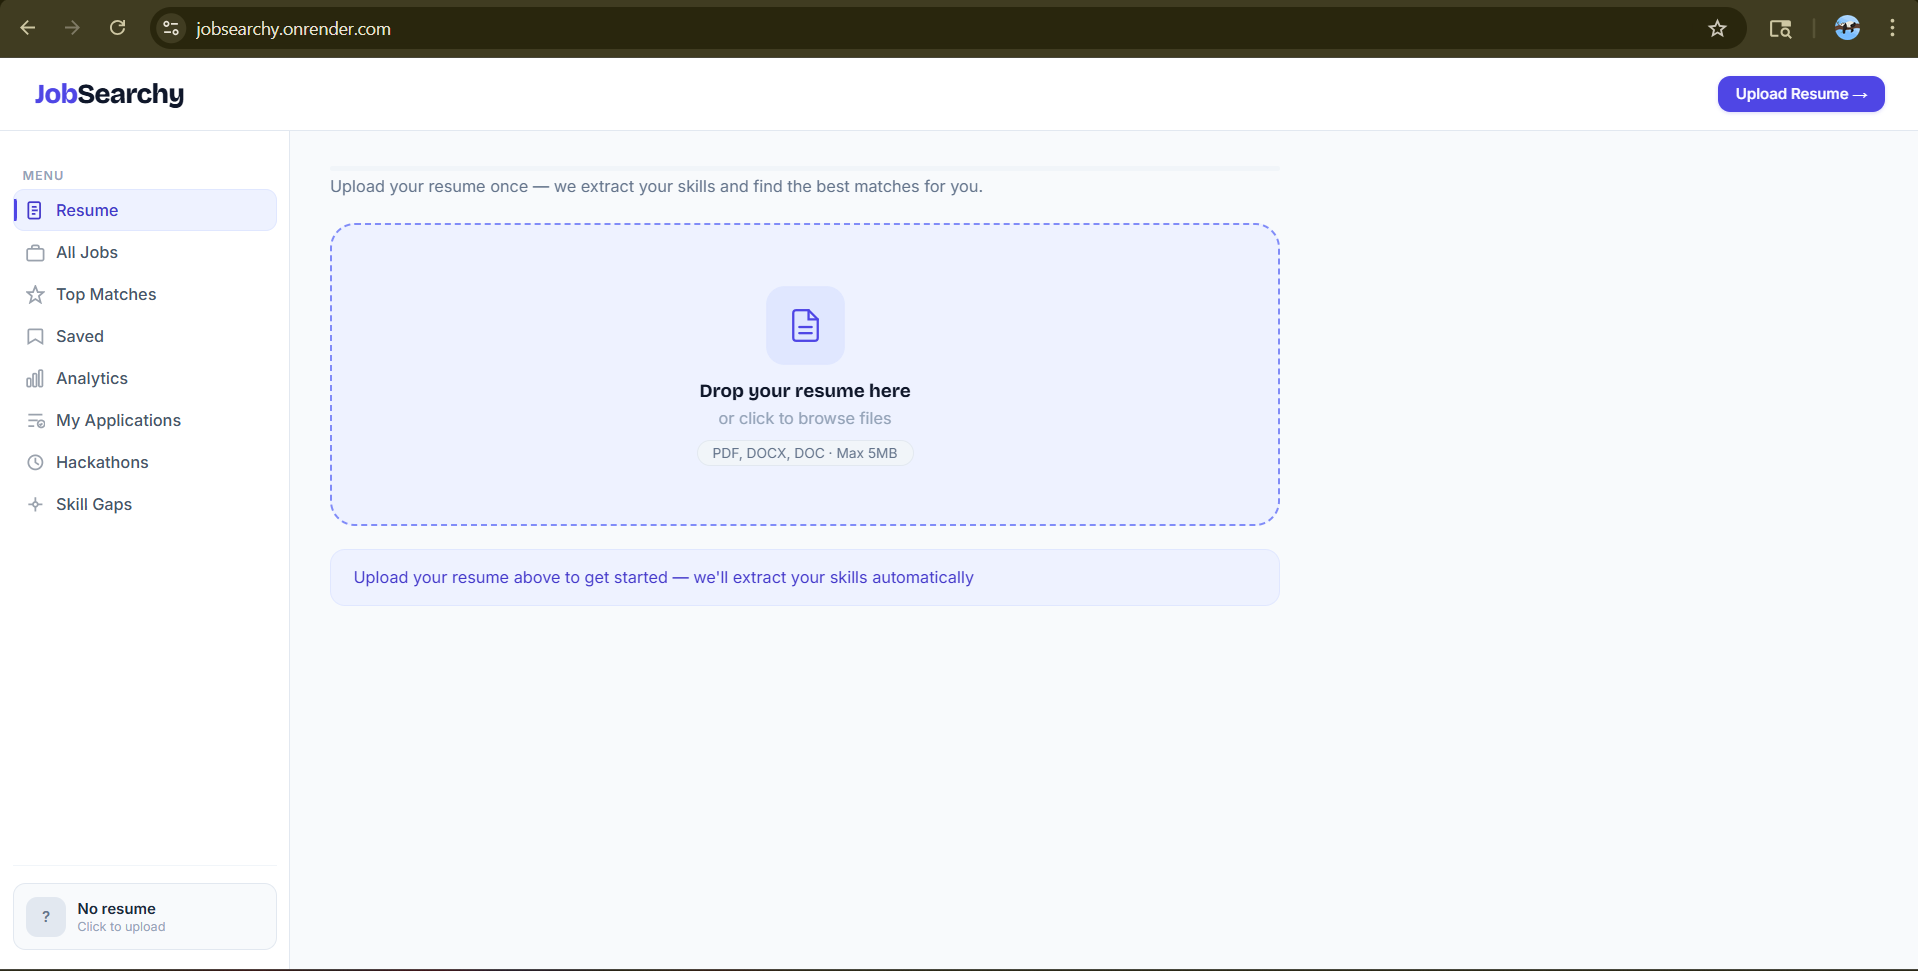 jobsearchy.onrender.com
JobSearchy
Upload Resume →
MENU
Resume
All Jobs
Top Matches
Saved
Analytics
My Applications
Hackathons
Skill Gaps
Upload your resume once — we extract your skills and find the best matches for you.
Drop your resume here
or click to browse files
PDF, DOCX, DOC · Max 5MB
Upload your resume above to get started — we'll extract your skills automatically
?
No resume
Click to upload